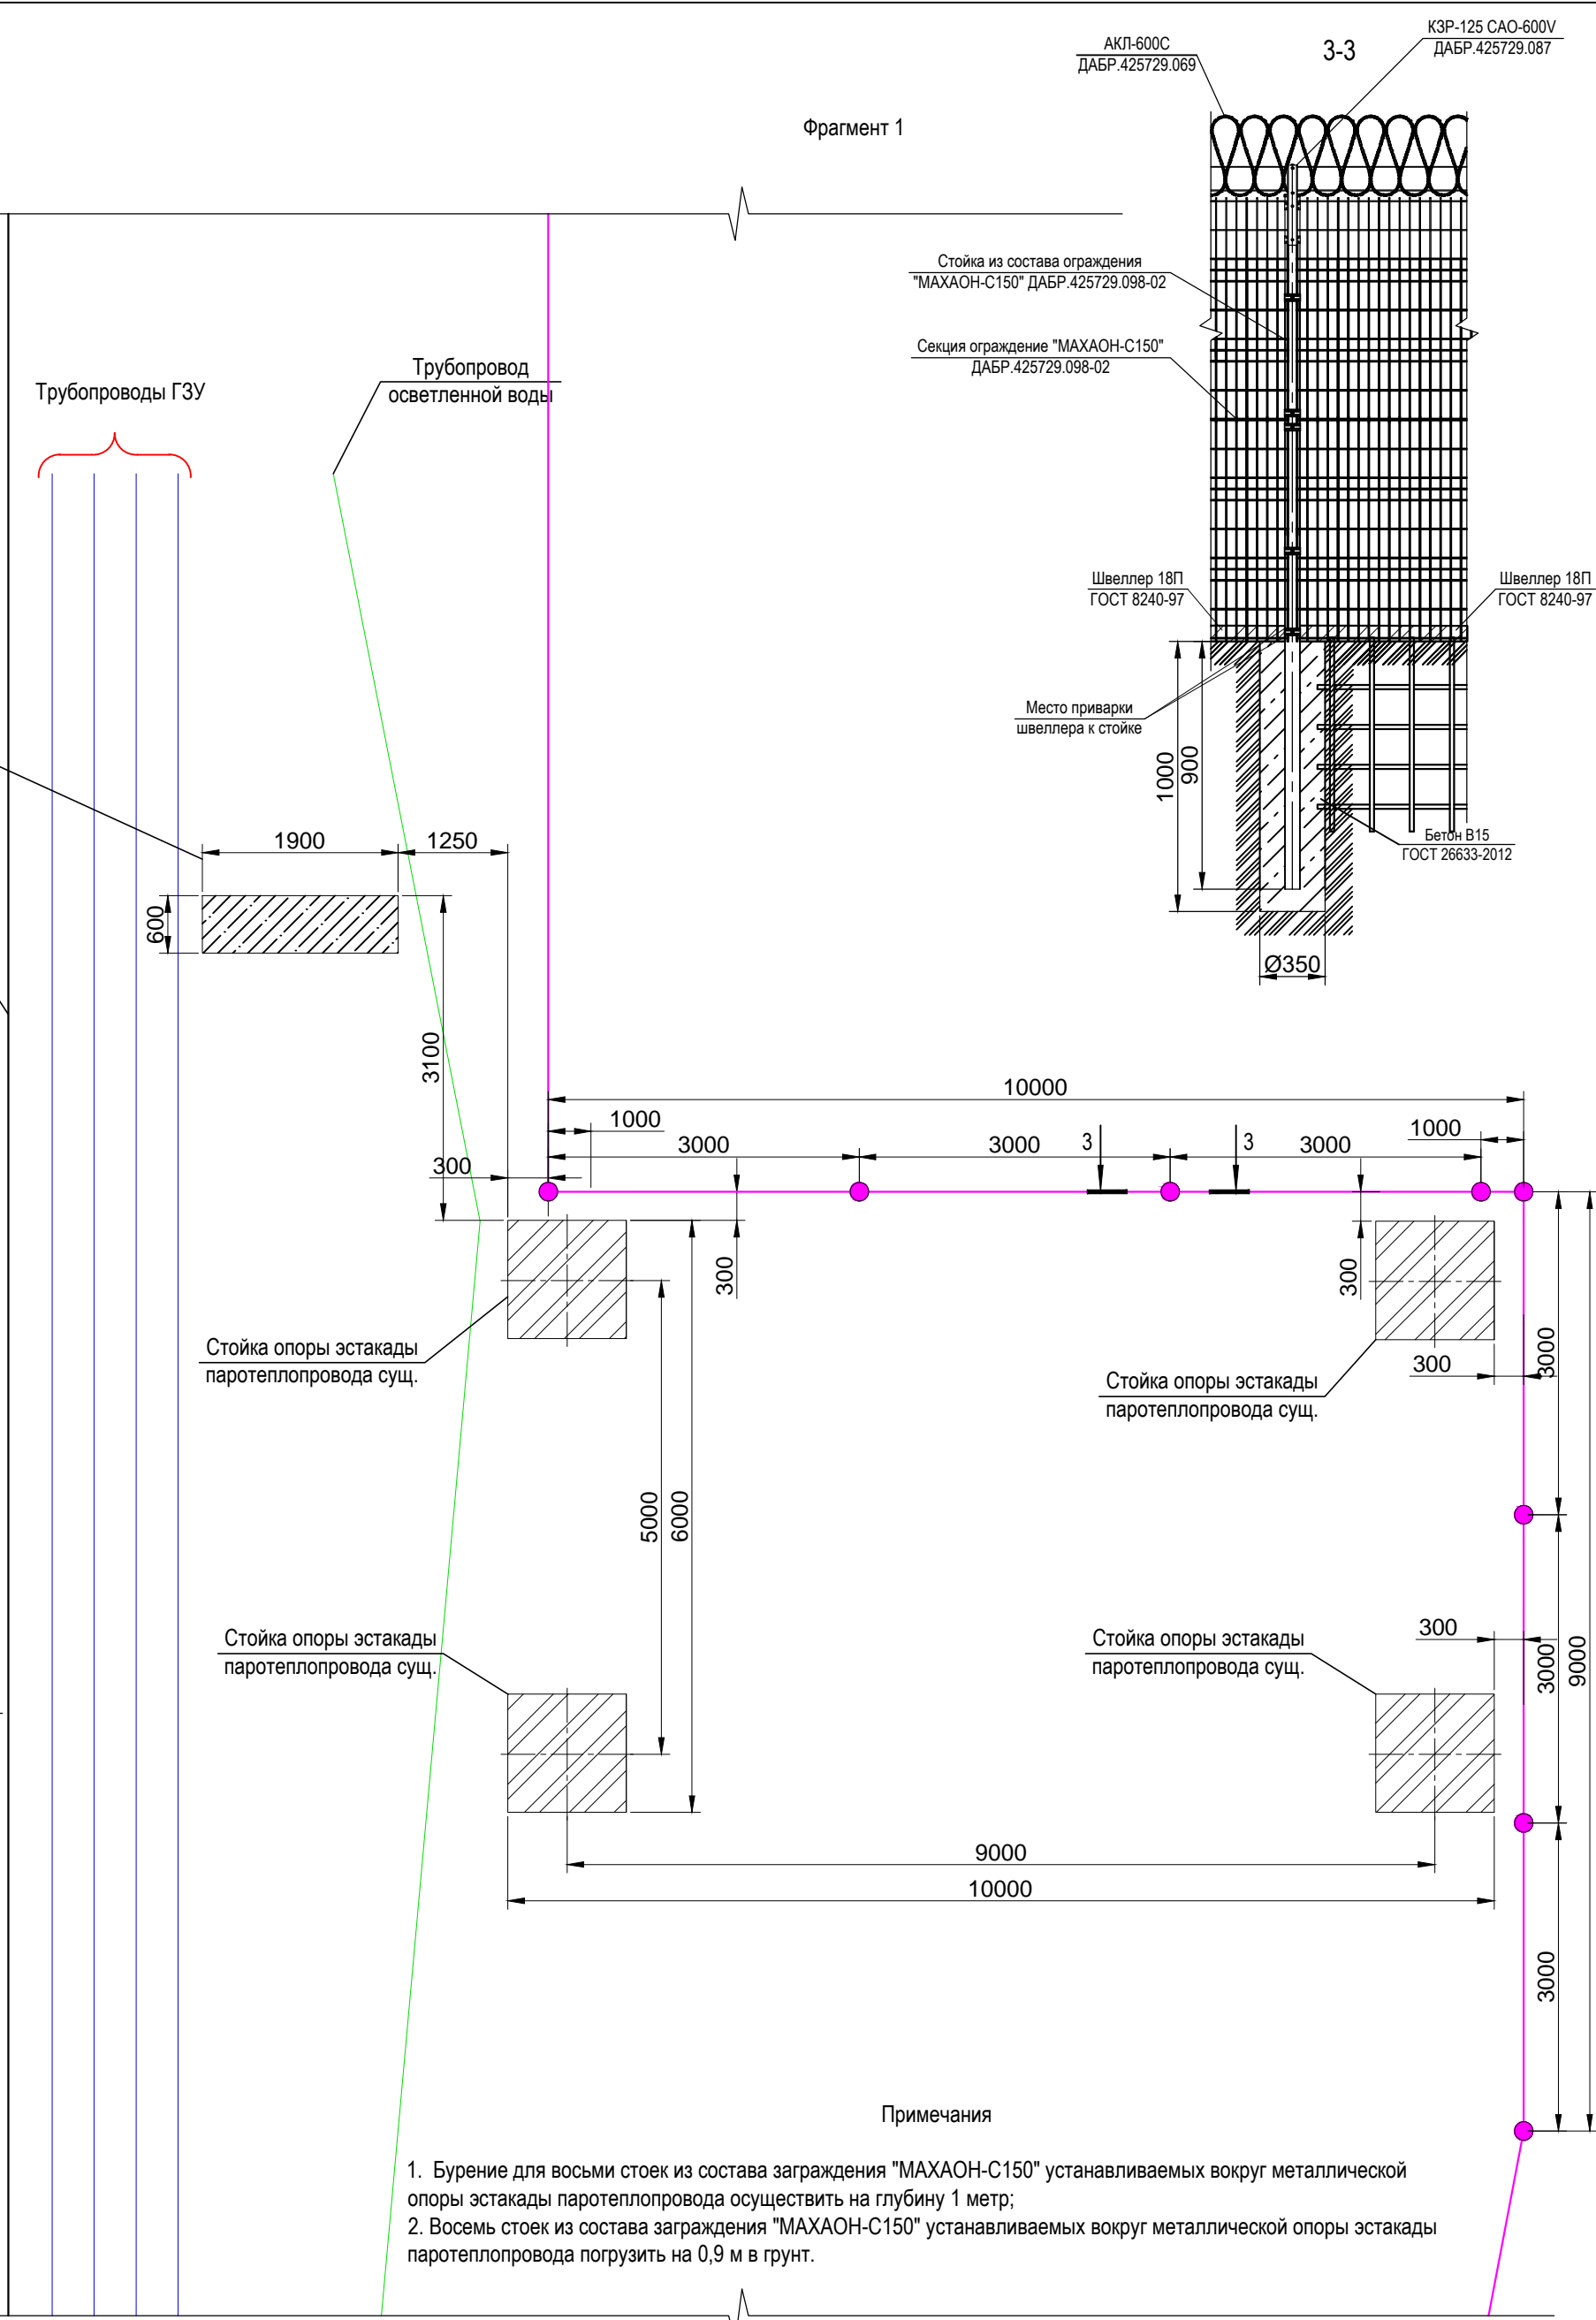 3-3
АКЛ-600С
ДАБР.425729.069
КЗР-125 САО-600V
ДАБР.425729.087
Фрагмент 1
Стойка из состава ограждения
"МАХАОН-С150" ДАБР.425729.098-02
Секция ограждение "МАХАОН-С150"
ДАБР.425729.098-02
Трубопроводы ГЗУ
Трубопровод
осветленной воды
Швеллер 18П
ГОСТ 8240-97
Швеллер 18П
ГОСТ 8240-97
Место приварки
швеллера к стойке
1000
900
Бетон В15
ГОСТ 26633-2012
Ø350
1900
1250
600
3100
10000
1000
1000
3000
3000
3
3
3000
300
300
300
3000
Стойка опоры эстакады
паротеплопровода сущ.
Стойка опоры эстакады
паротеплопровода сущ.
300
5000
6000
Стойка опоры эстакады
паротеплопровода сущ.
Стойка опоры эстакады
паротеплопровода сущ.
300
3000
9000
9000
10000
3000
Примечания
1. Бурение для восьми стоек из состава заграждения "МАХАОН-С150" устанавливаемых вокруг металлической
опоры эстакады паротеплопровода осуществить на глубину 1 метр;
2. Восемь стоек из состава заграждения "МАХАОН-С150" устанавливаемых вокруг металлической опоры эстакады
паротеплопровода погрузить на 0,9 м в грунт.